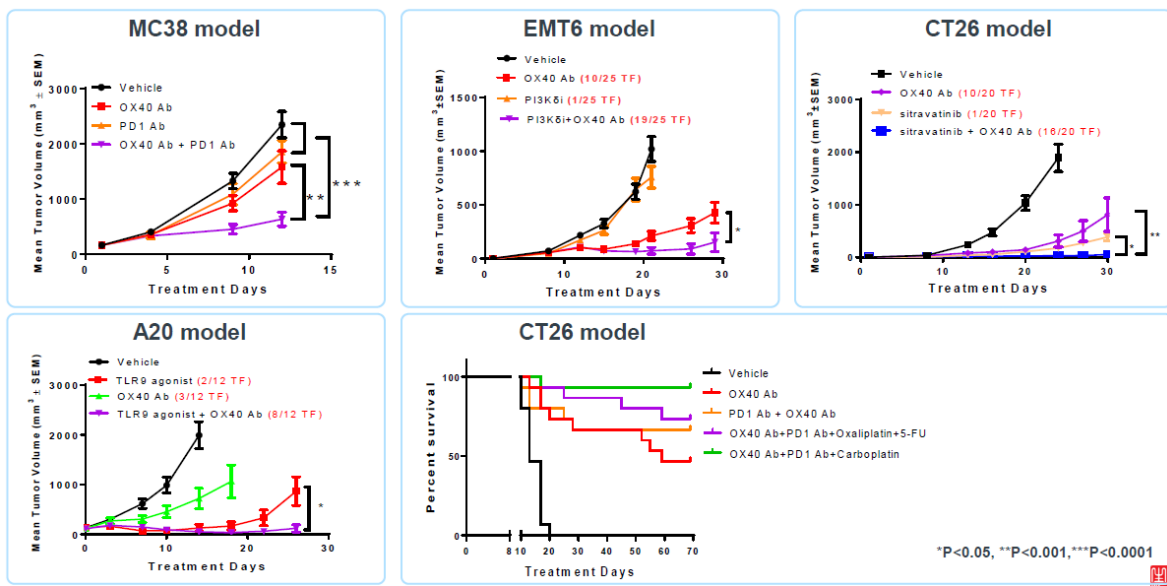 MC38 model
Mean Tumor Volume (mm³ ± SEM)
Vehicle
OX40 Ab
PD1 Ab
OX40 Ab + PD1 Ab
3000
2000
1000
0
0 5 10 15
Treatment Days
**
***
EMT6 model
Mean Tumor Volume (mm³ ± SEM)
Vehicle
OX40 Ab (10/25 TF)
PI3Kδi (1/25 TF)
PI3Kδi+OX40 Ab (19/25 TF)
1500
1000
500
0
0 10 20 30
Treatment Days
*
CT26 model
Mean Tumor Volume (mm³ ±SEM)
Vehicle
OX40 Ab (10/20 TF)
sitravatinib (1/20 TF)
sitravatinib + OX40 Ab (16/20 TF)
3000
2000
1000
0
0 10 20 30
Treatment Days
*
**
A20 model
Mean Tumor Volume (mm³ ± SEM)
Vehicle
TLR9 agonist (2/12 TF)
OX40 Ab (3/12 TF)
TLR9 agonist + OX40 Ab (8/12 TF)
3000
2000
1000
0
0 10 20 30
Treatment Days
*
CT26 model
Percent survival
Vehicle
OX40 Ab
PD1 Ab + OX40 Ab
OX40 Ab+PD1 Ab+Oxaliplatin+5-FU
OX40 Ab+PD1 Ab+Carboplatin
100
50
0
0 2 4 6 8 10 20 30 40 50 60 70
Treatment Days
*P<0.05, **P<0.001,***P<0.0001